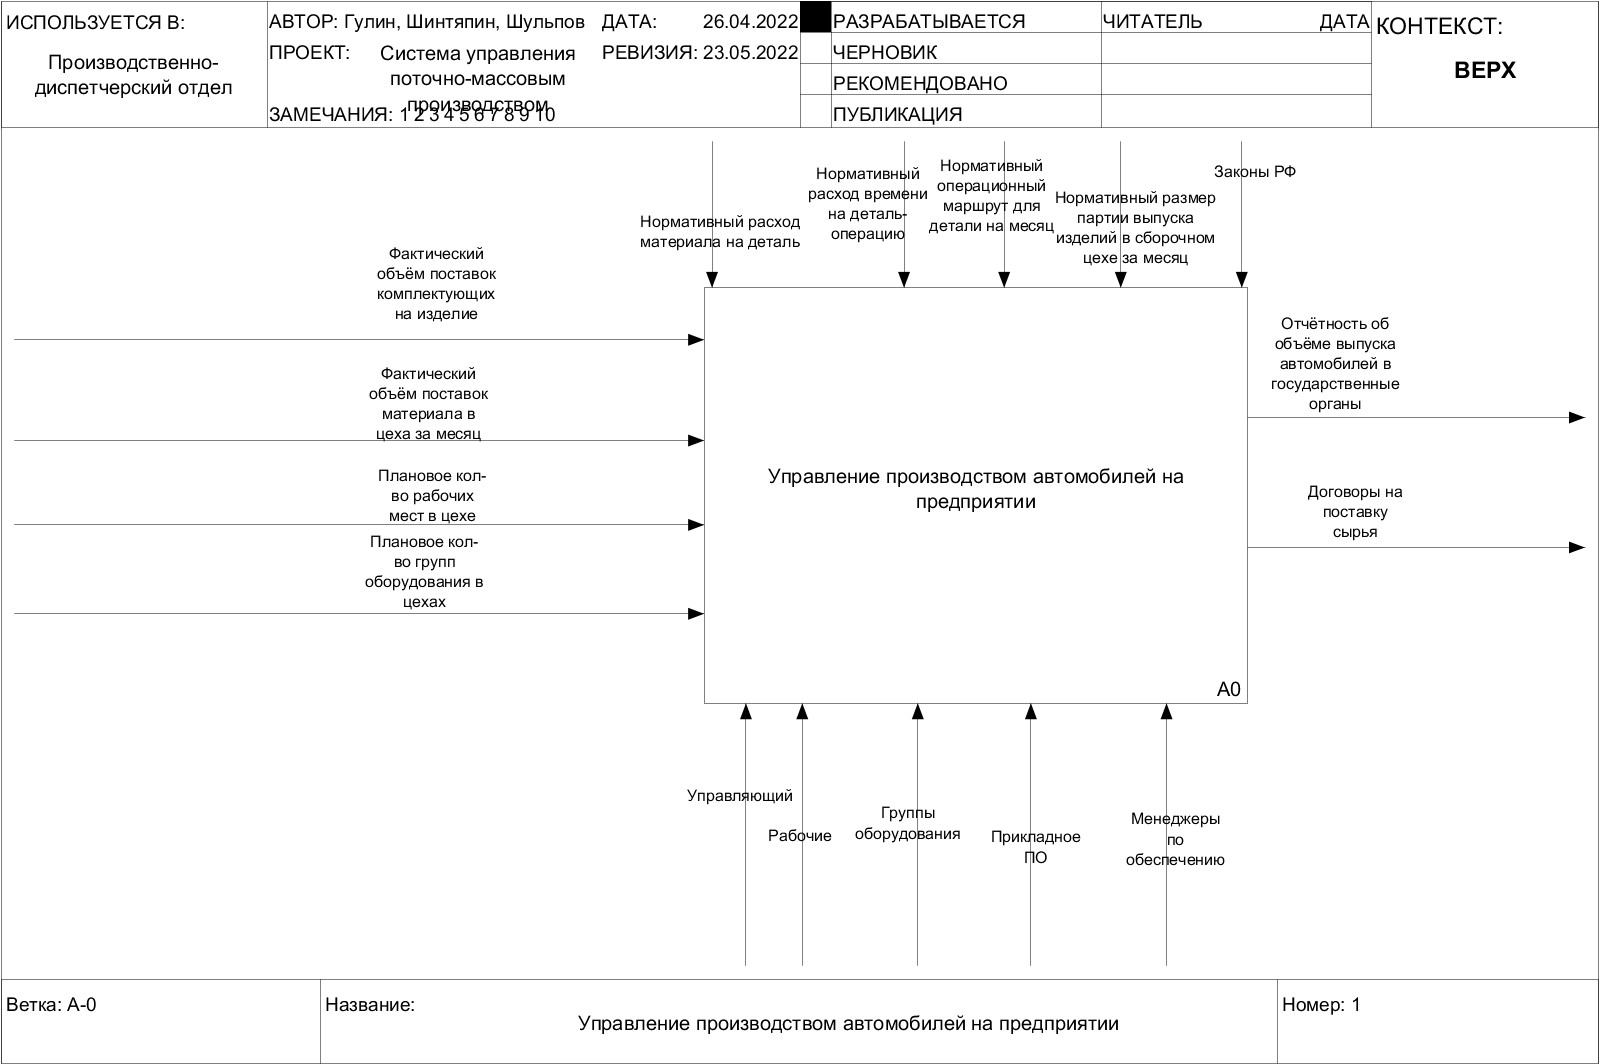 ИСПОЛЬЗУЕТСЯ В:
Производственно-
диспетчерский отдел
АВТОР: Гулин, Шинтяпин, Шульпов
ДАТА: 26.04.2022
ПРОЕКТ: Система управления
поточно-массовым
производством
РЕВИЗИЯ: 23.05.2022
ЗАМЕЧАНИЯ: 1 2 3 4 5 6 7 8 9 10
РАЗРАБАТЫВАЕТСЯ
ЧЕРНОВИК
РЕКОМЕНДОВАНО
ПУБЛИКАЦИЯ
ЧИТАТЕЛЬ ДАТА
КОНТЕКСТ:
ВЕРХ
Нормативный расход
материала на деталь
Нормативный
расход времени
на деталь-
операцию
Нормативный
операционный
маршрут для
детали на месяц
Нормативный размер
партии выпуска
изделий в сборочном
цехе за месяц
Законы РФ
Фактический
объём поставок
комплектующих
на изделие
Фактический
объём поставок
материала в
цеха за месяц
Плановое кол-
во рабочих
мест в цехе
Плановое кол-
во групп
оборудования в
цехах
Управление производством автомобилей на
предприятии
A0
Отчётность об
объёме выпуска
автомобилей в
государственные
органы
Договоры на
поставку
сырья
Управляющий
Рабочие
Группы
оборудования
Прикладное
ПО
Менеджеры
по
обеспечению
Ветка: A-0
Название:
Управление производством автомобилей на предприятии
Номер: 1